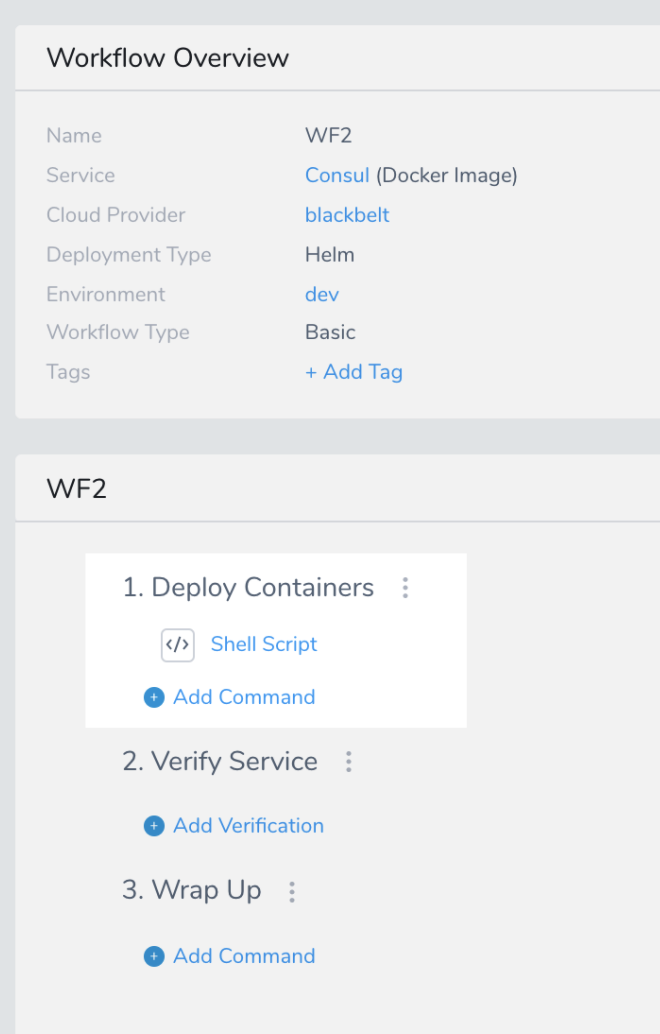 Workflow Overview
Name WF2
Service Consul (Docker Image)
Cloud Provider blackbelt
Deployment Type Helm
Environment dev
Workflow Type Basic
Tags + Add Tag
WF2
1. Deploy Containers
</> Shell Script
+ Add Command
2. Verify Service
+ Add Verification
3. Wrap Up
+ Add Command